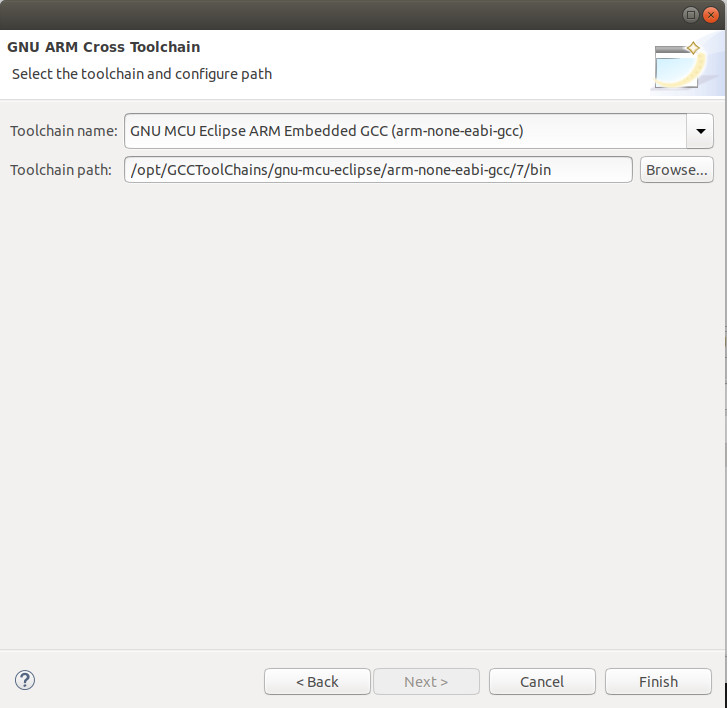 GNU ARM Cross Toolchain
Select the toolchain and configure path
Toolchain name: GNU MCU Eclipse ARM Embedded GCC (arm-none-eabi-gcc)
Toolchain path: /opt/GCCToolChains/gnu-mcu-eclipse/arm-none-eabi-gcc/7/bin Browse...
? < Back Next > Cancel Finish